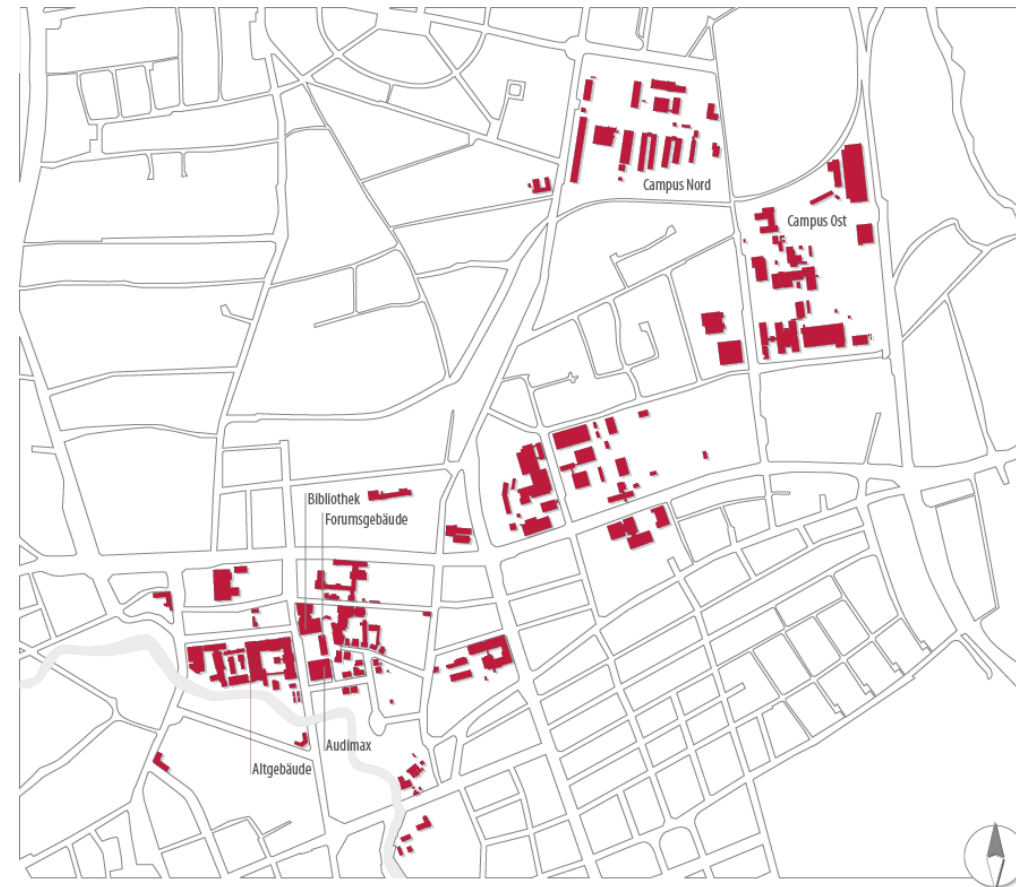 Campus Nord
Campus Ost
Bibliothek
Forumsgebäude
Audimax
Altgebäude